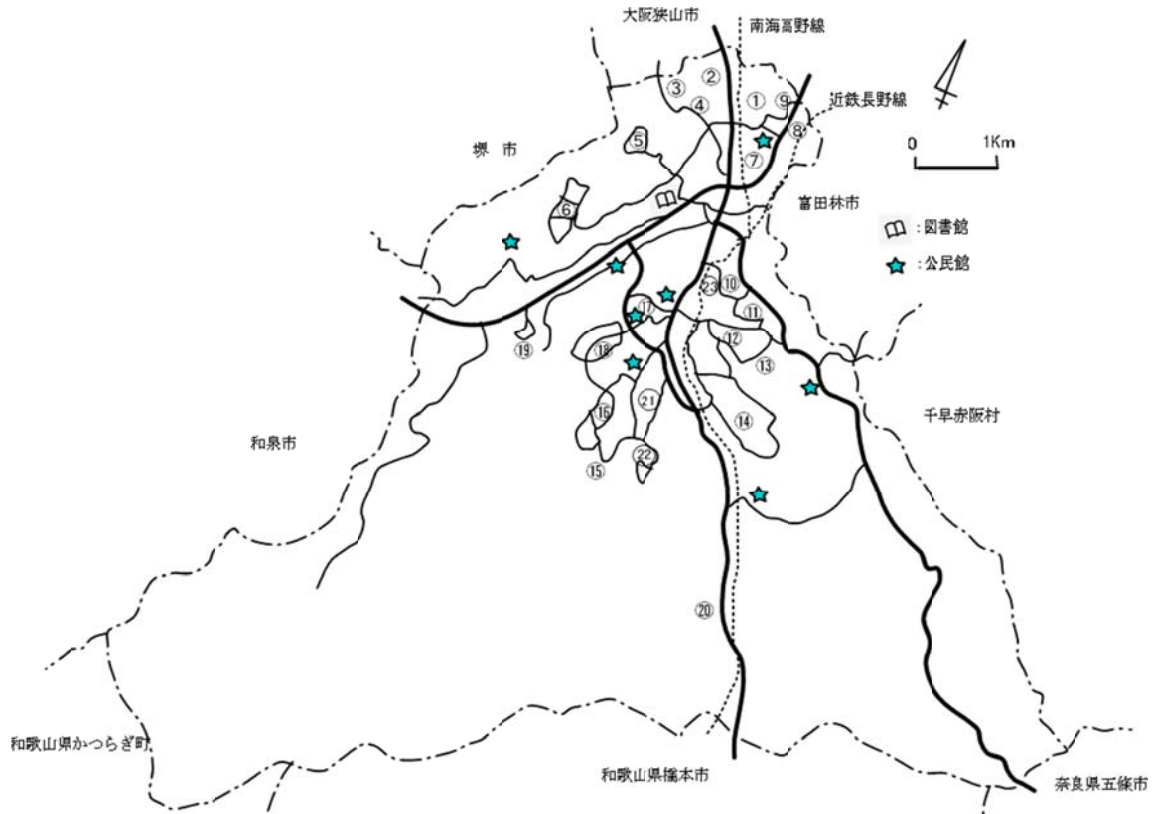 大阪狭山市
南海高野線
②
③
④
①
⑨
近鉄長野線
⑧
⑤
堺 市
⑦
0 1Km
富田林市
⑥
:図書館
:公民館
㉓
⑩
⑪
⑰
⑫
⑲
⑱
⑬
㉑
⑯
⑭
千早赤阪村
和泉市
㉒
⑮
⑳
和歌山県かつらぎ町
和歌山県橋本市
奈良県五條市